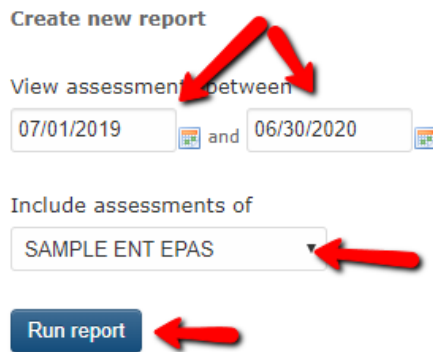 Create new report
View assessments between
07/01/2019 and 06/30/2020
Include assessments of
SAMPLE ENT EPAS
Run report